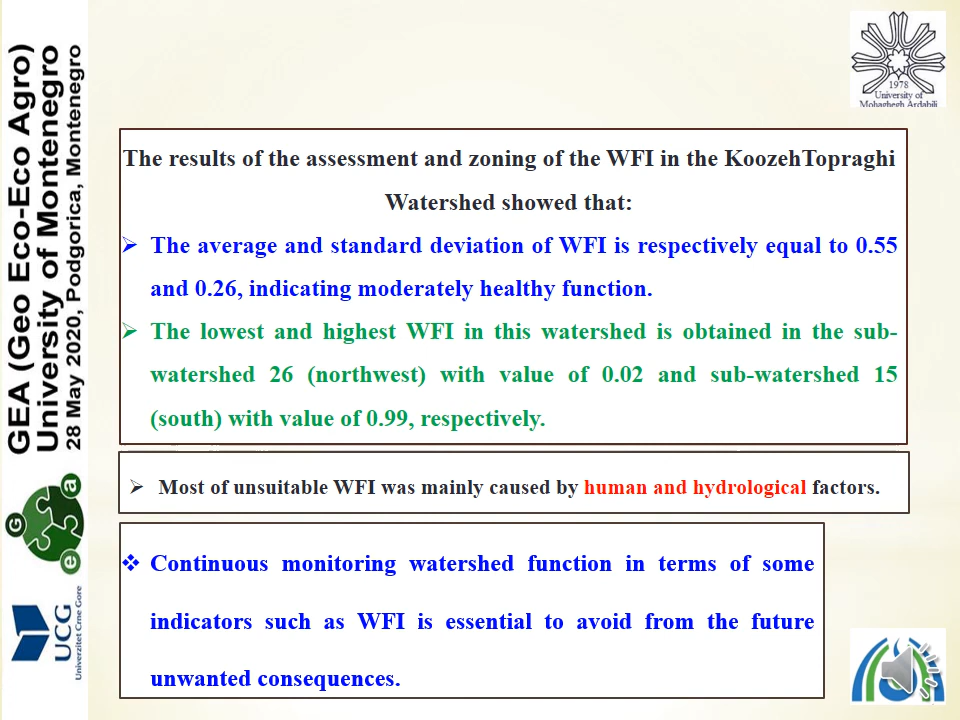 GEA (Geo Eco-Eco Agro)
University of Montenegro
28 May 2020, Podgorica, Montenegro
G
e
a
UCG
Univerzitet Crne Gore
1978
University of
Mohaghegh Ardabili
The results of the assessment and zoning of the WFI in the KoozehTopraghi
Watershed showed that:
➢ The average and standard deviation of WFI is respectively equal to 0.55
and 0.26, indicating moderately healthy function.
➢ The lowest and highest WFI in this watershed is obtained in the sub-
watershed 26 (northwest) with value of 0.02 and sub-watershed 15
(south) with value of 0.99, respectively.
➢ Most of unsuitable WFI was mainly caused by human and hydrological factors.
❖ Continuous monitoring watershed function in terms of some
indicators such as WFI is essential to avoid from the future
unwanted consequences.